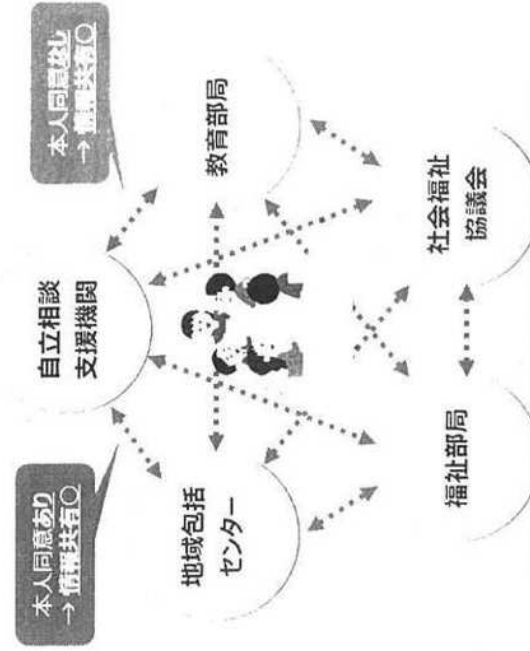 本人同意あり
→ 情報共有○
本人同意なし
→ 情報共有○
自立相談
支援機関
地域包括
センター
教育部局
福祉部局
社会福祉
協議会